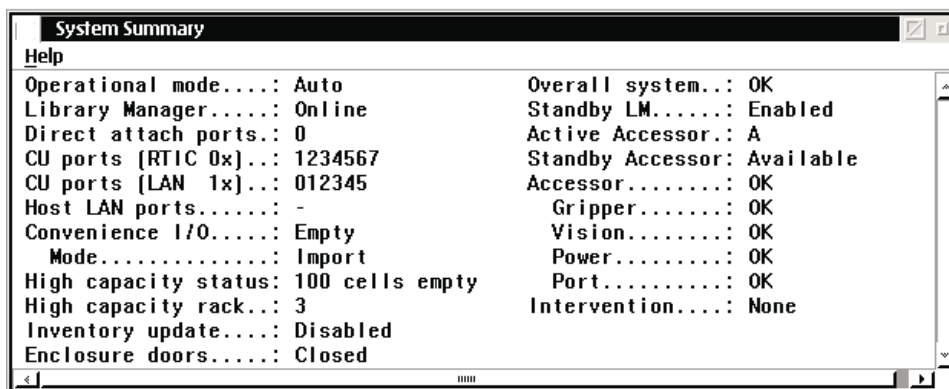 System Summary
Help
Operational mode....: Auto Overall system..: OK
Library Manager.....: Online Standby LM......: Enabled
Direct attach ports.: 0 Active Accessor.: A
CU ports (RTIC 0x)..: 1234567 Standby Accessor: Available
CU ports (LAN  1x)..: 012345 Accessor........: OK
Host LAN ports......: - Gripper.......: OK
Convenience I/O.....: Empty Vision........: OK
Mode..............: Import Power.........: OK
High capacity status: 100 cells empty Port..........: OK
High capacity rack..: 3 Intervention....: None
Inventory update....: Disabled
Enclosure doors.....: Closed